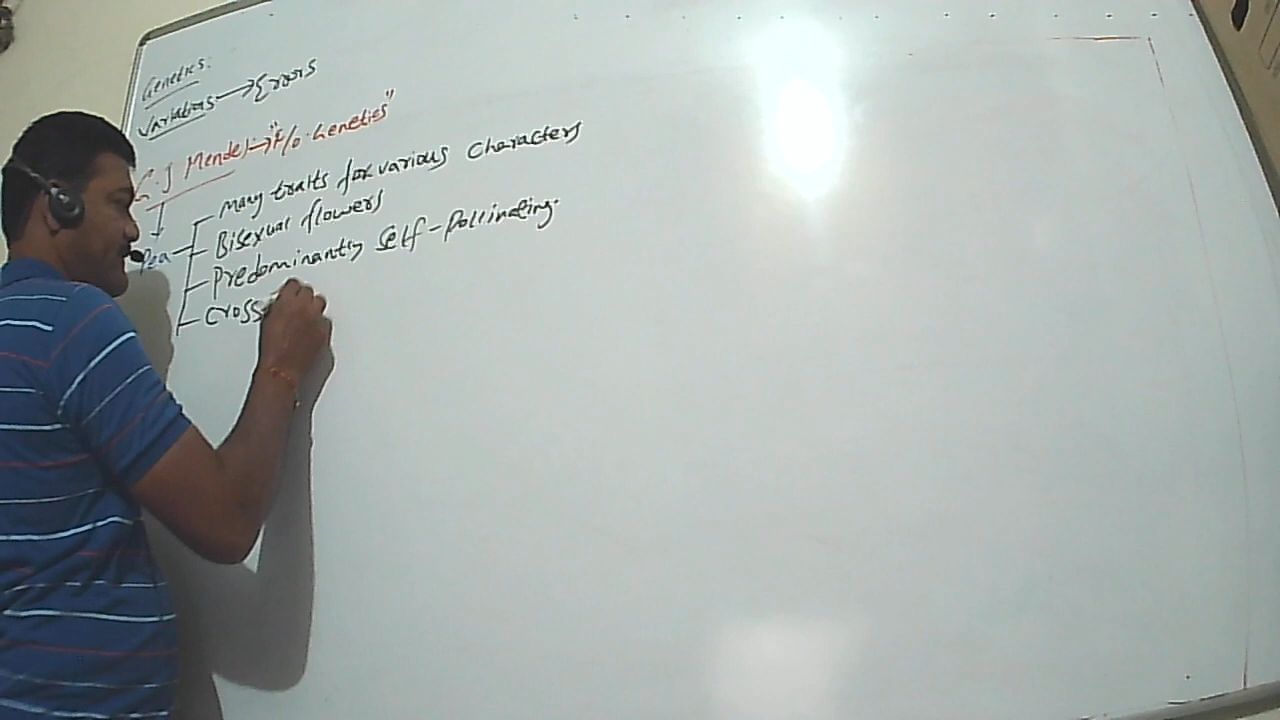 Genetics:
Variations → Errors
G.J Mendel → "F/o. Genetics"
Pea
Many traits for various characters
Bisexual flowers
Predominantly Self-Pollinating.
Cross